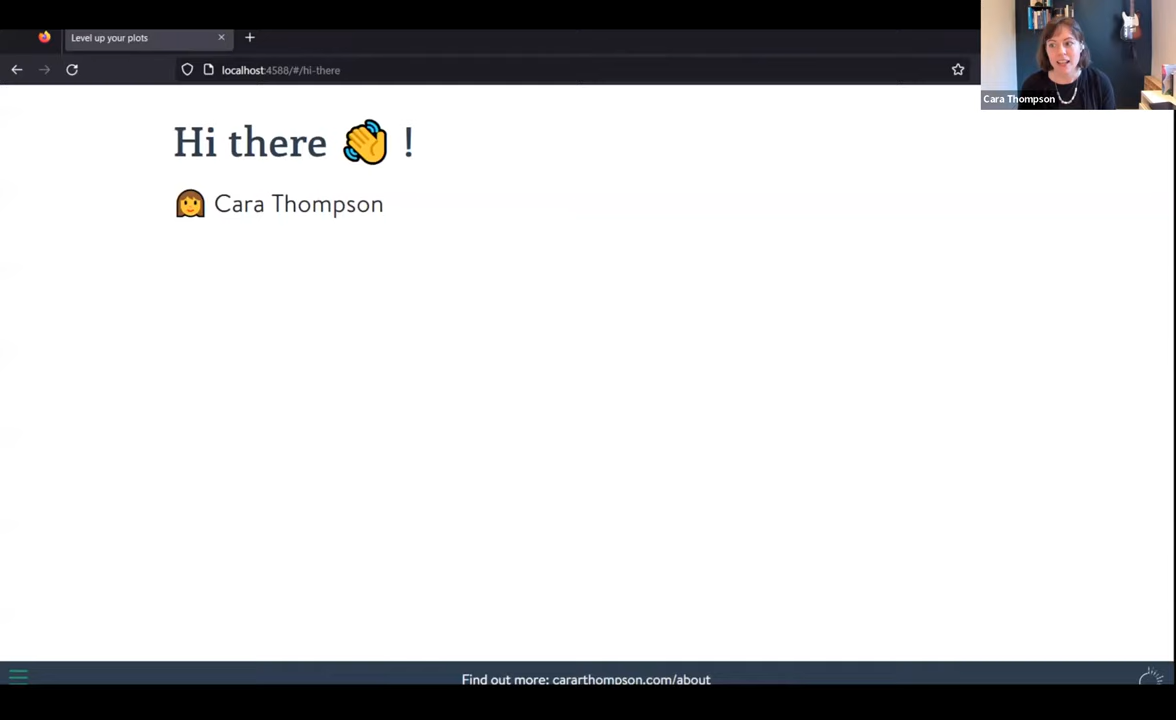 Level up your plots
localhost:4588/#/hi-there
Cara Thompson
Hi there 👋 !
👩 Cara Thompson
Find out more: cararthompson.com/about